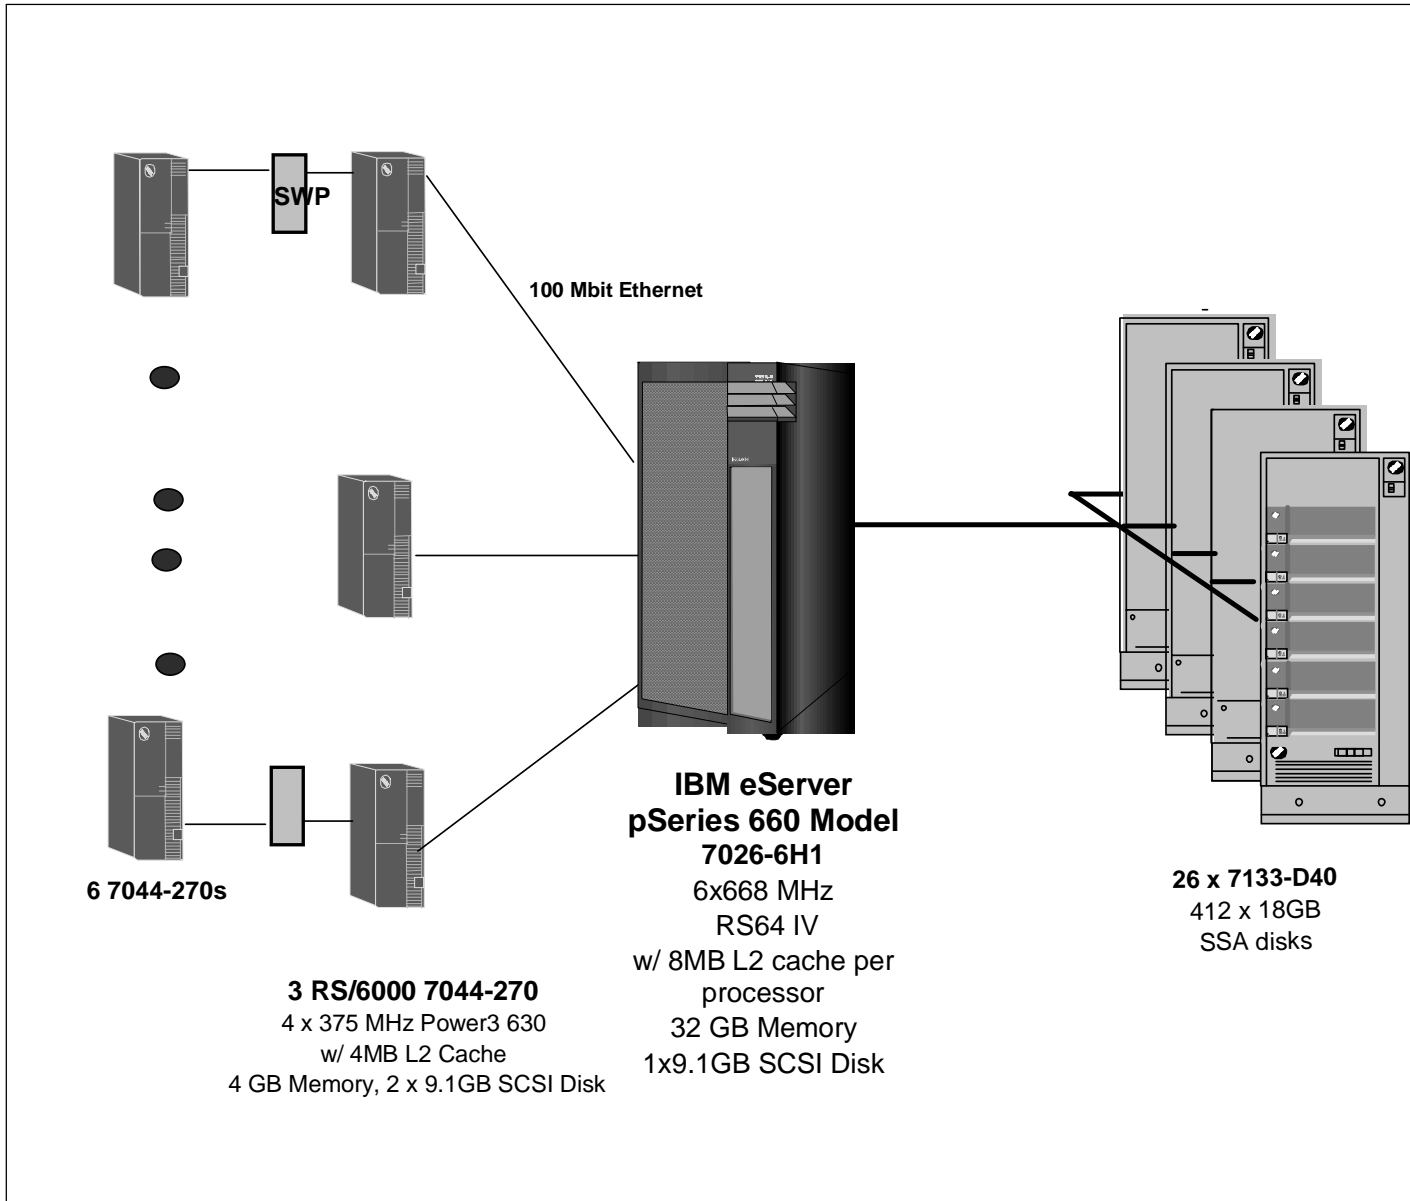 SWP
100 Mbit Ethernet
6 7044-270s
3 RS/6000 7044-270
4 x 375 MHz Power3 630
w/ 4MB L2 Cache
4 GB Memory, 2 x 9.1GB SCSI Disk
IBM eServer
pSeries 660 Model
7026-6H1
6x668 MHz
RS64 IV
w/ 8MB L2 cache per
processor
32 GB Memory
1x9.1GB SCSI Disk
26 x 7133-D40
412 x 18GB
SSA disks